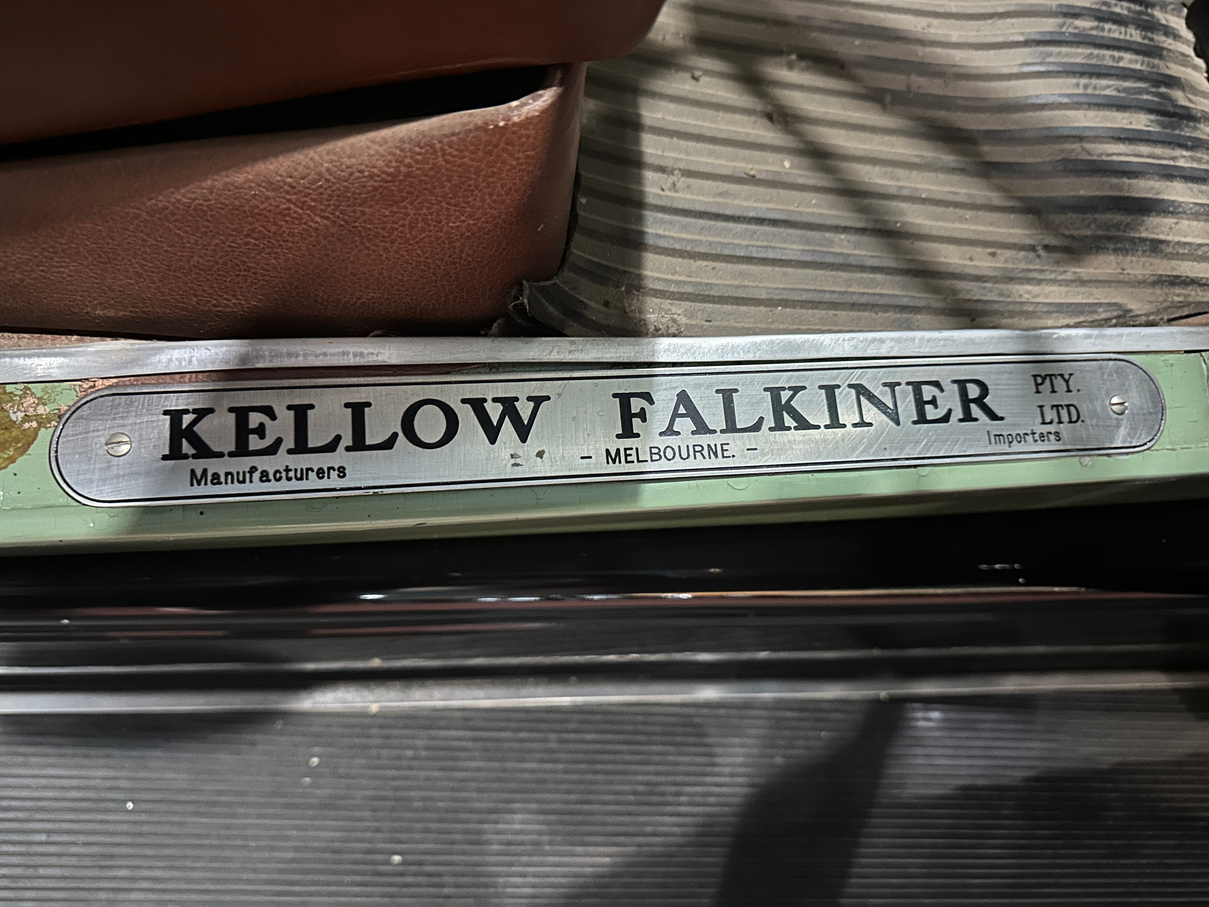 KELLOW FALKINER PTY. LTD.
Manufacturers - MELBOURNE. - Importers